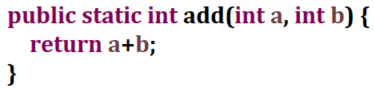 public static int add(int a, int b) {
return a+b;
}